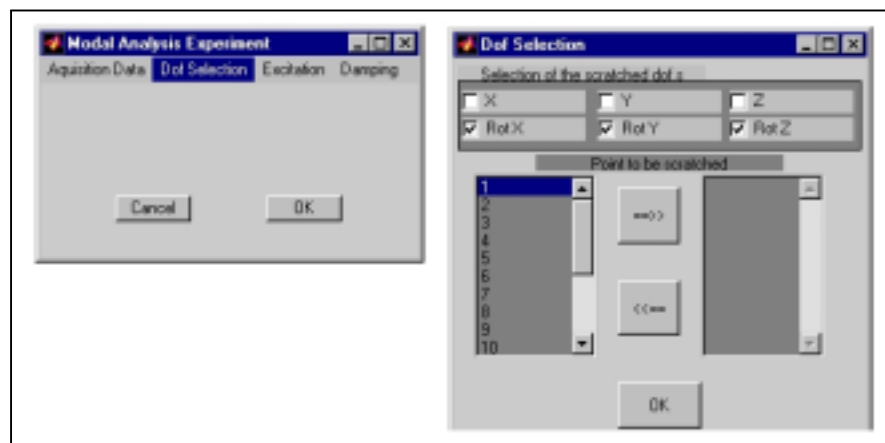 Modal Analysis Experiment
Aquisition Data Dof Selection Excitation Damping
Cancel OK
Dof Selection
Selection of the scratched dof s
X Y Z
Rot X Rot Y Rot Z
Point to be scratched
1
2
3
4
5
6
7
8
9
10
==>>
<<==
OK